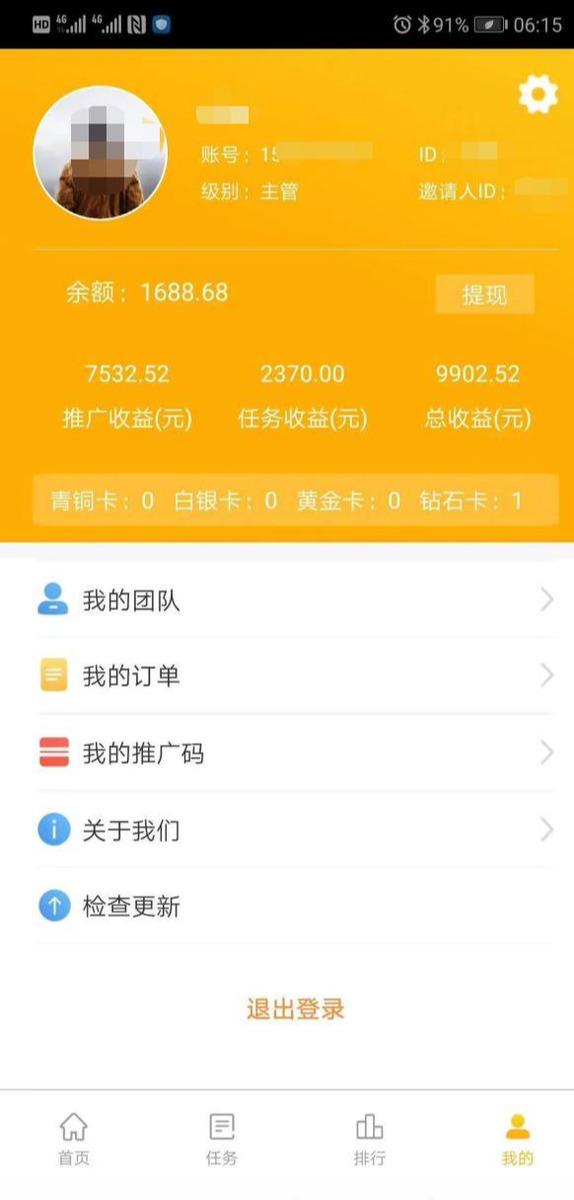 HD 4G 4G 91% 06:15
账号：15 ID：
级别：主管 邀请人ID：
余额：1688.68 提现
7532.52 2370.00 9902.52
推广收益(元) 任务收益(元) 总收益(元)
青铜卡：0 白银卡：0 黄金卡：0 钻石卡：1
我的团队
我的订单
我的推广码
关于我们
检查更新
退出登录
首页 任务 排行 我的